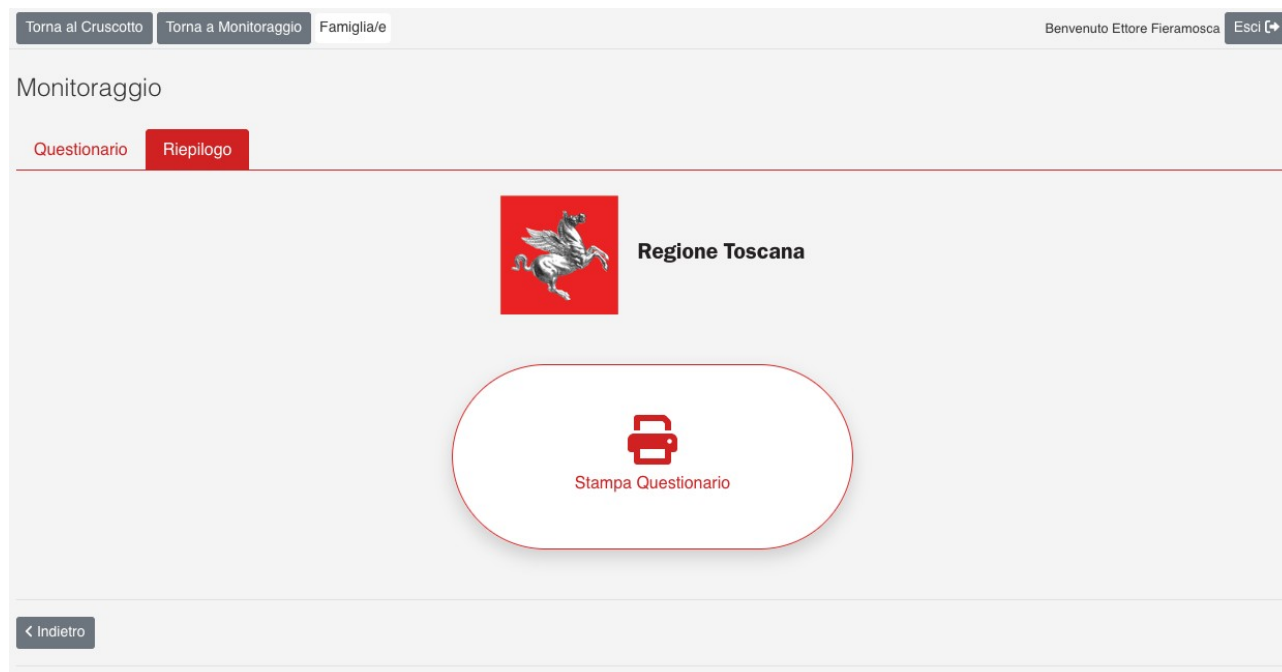 Torna al Cruscotto Torna a Monitoraggio Famiglia/e Benvenuto Ettore Fieramosca Esci
Monitoraggio
Questionario Riepilogo
Regione Toscana
Stampa Questionario
Indietro